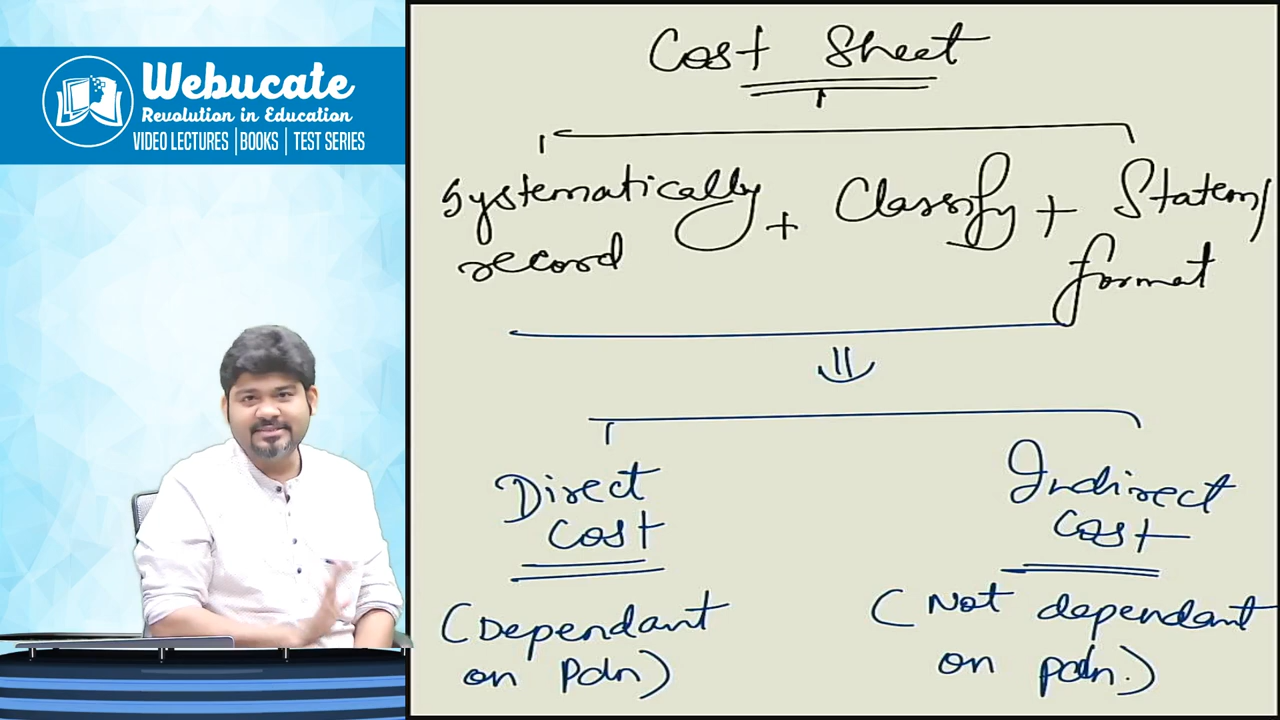 Webucate
Revolution in Education
VIDEO LECTURES | BOOKS | TEST SERIES
Cost Sheet
Systematically + Classify + Statem/
record format
Direct Indirect
cost cost
(Dependant (Not dependant
on Pdn) on pdn.)